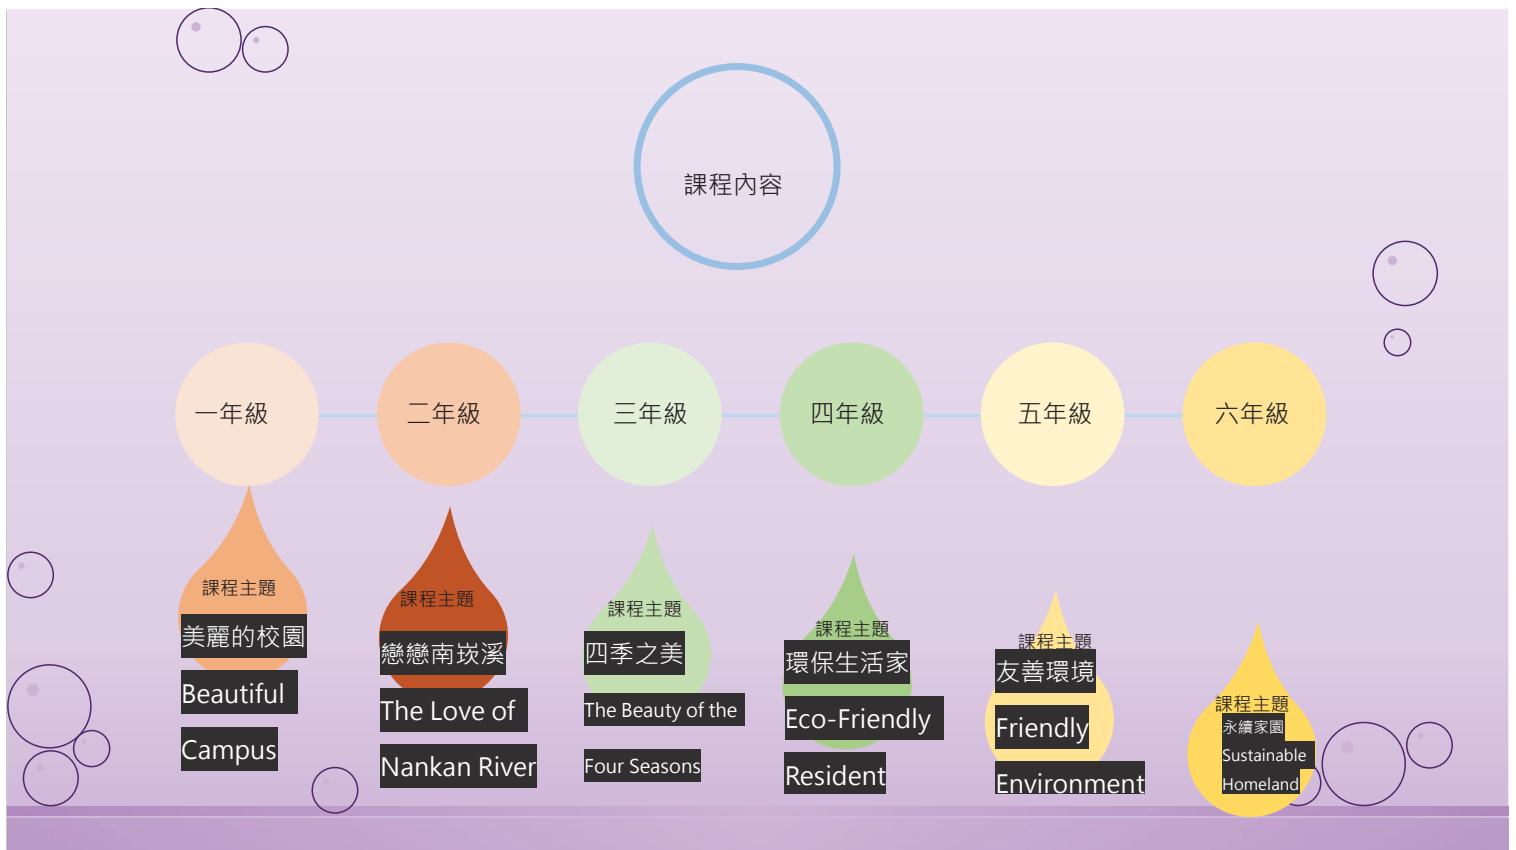 課程內容
一年級
二年級
三年級
四年級
五年級
六年級
課程主題
美麗的校園
Beautiful
Campus
課程主題
戀戀南崁溪
The Love of
Nankan River
課程主題
四季之美
The Beauty of the
Four Seasons
課程主題
環保生活家
Eco-Friendly
Resident
課程主題
友善環境
Friendly
Environment
課程主題
永續家園
Sustainable
Homeland